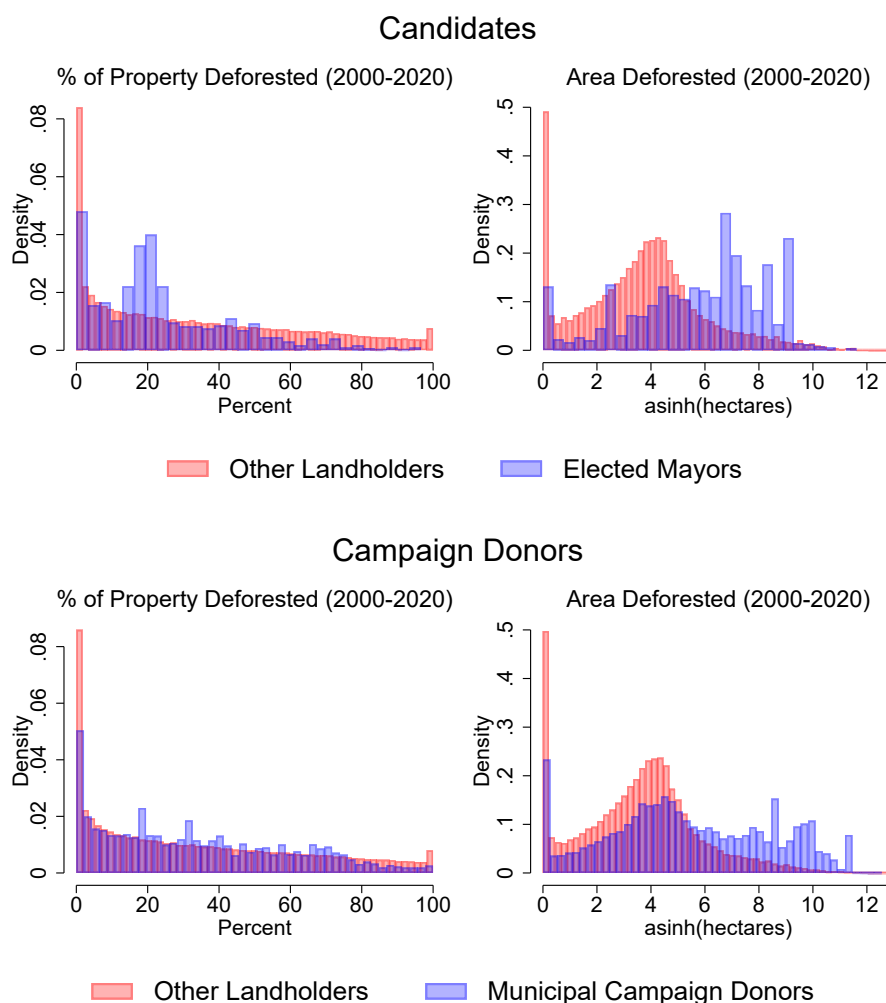 Candidates
% of Property Deforested (2000-2020)
Density
0 .02 .04 .06 .08
0 20 40 60 80 100
Percent
Area Deforested (2000-2020)
Density
0 .1 .2 .3 .4 .5
0 2 4 6 8 10 12
asinh(hectares)
Other Landholders Elected Mayors
Campaign Donors
% of Property Deforested (2000-2020)
Density
0 .02 .04 .06 .08
0 20 40 60 80 100
Percent
Area Deforested (2000-2020)
Density
0 .1 .2 .3 .4 .5
0 2 4 6 8 10 12
asinh(hectares)
Other Landholders Municipal Campaign Donors